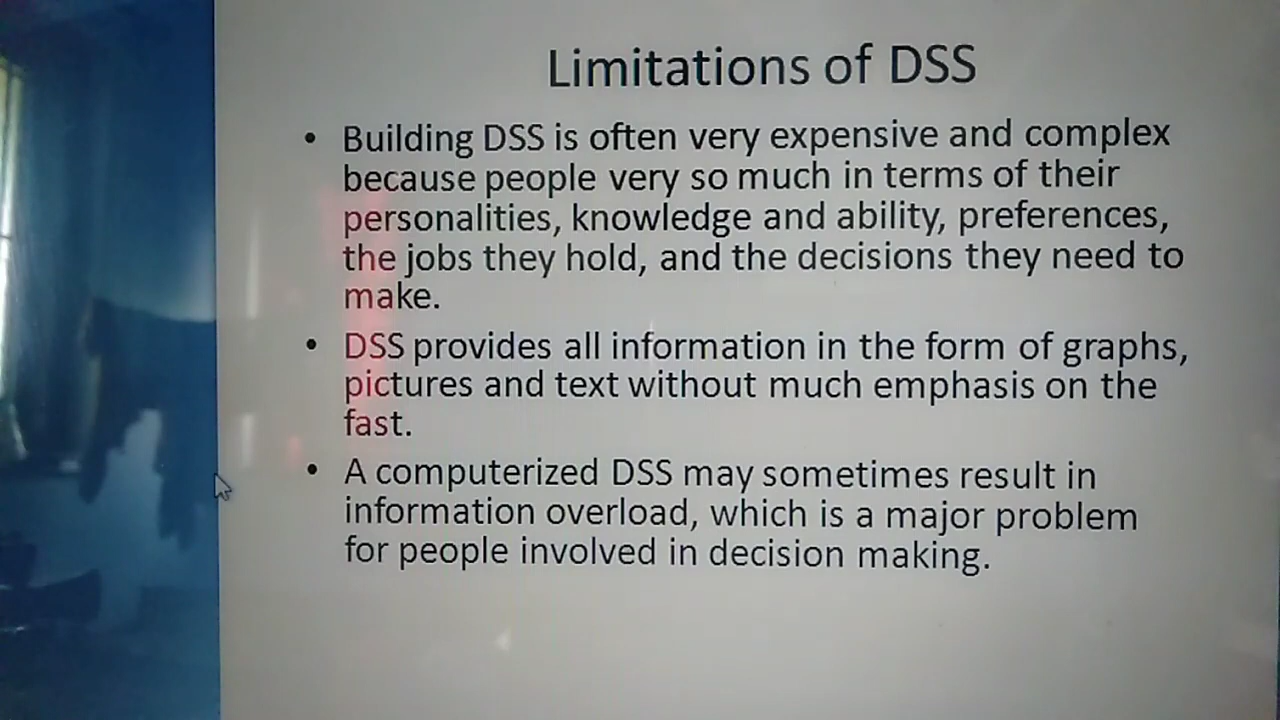 Limitations of DSS
• Building DSS is often very expensive and complex
because people very so much in terms of their
personalities, knowledge and ability, preferences,
the jobs they hold, and the decisions they need to
make.
• DSS provides all information in the form of graphs,
pictures and text without much emphasis on the
fast.
• A computerized DSS may sometimes result in
information overload, which is a major problem
for people involved in decision making.